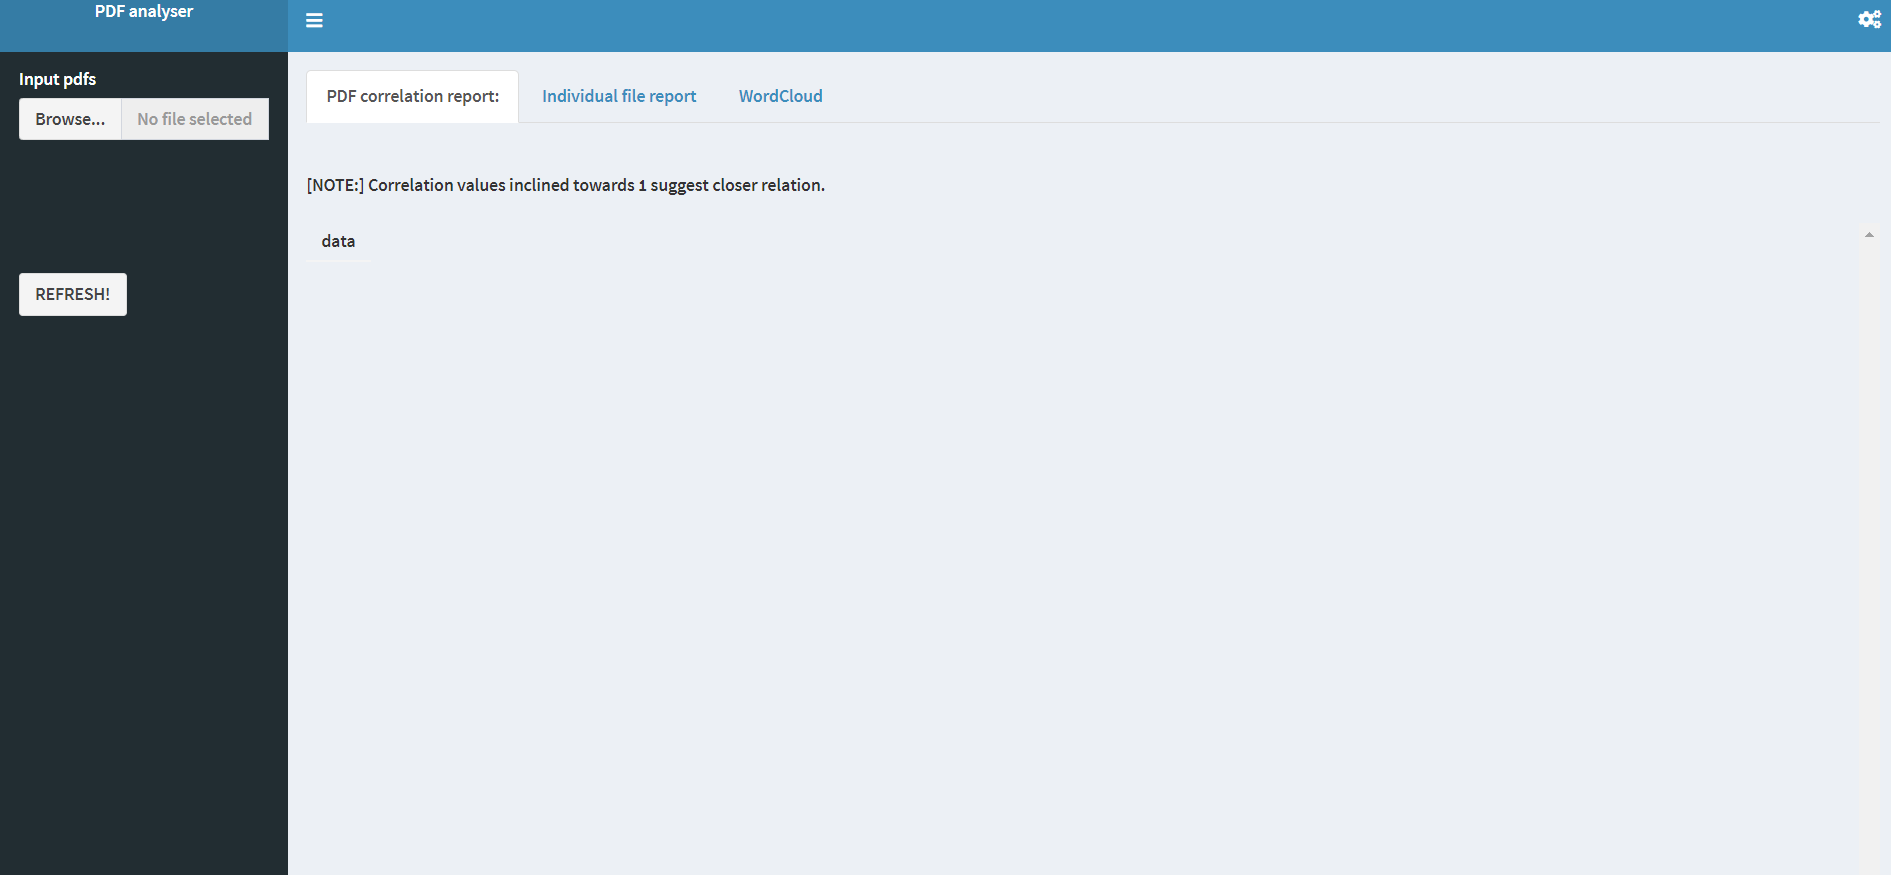 PDF analyser
Input pdfs
Browse... No file selected
REFRESH!
PDF correlation report: Individual file report WordCloud
[NOTE:] Correlation values inclined towards 1 suggest closer relation.
data